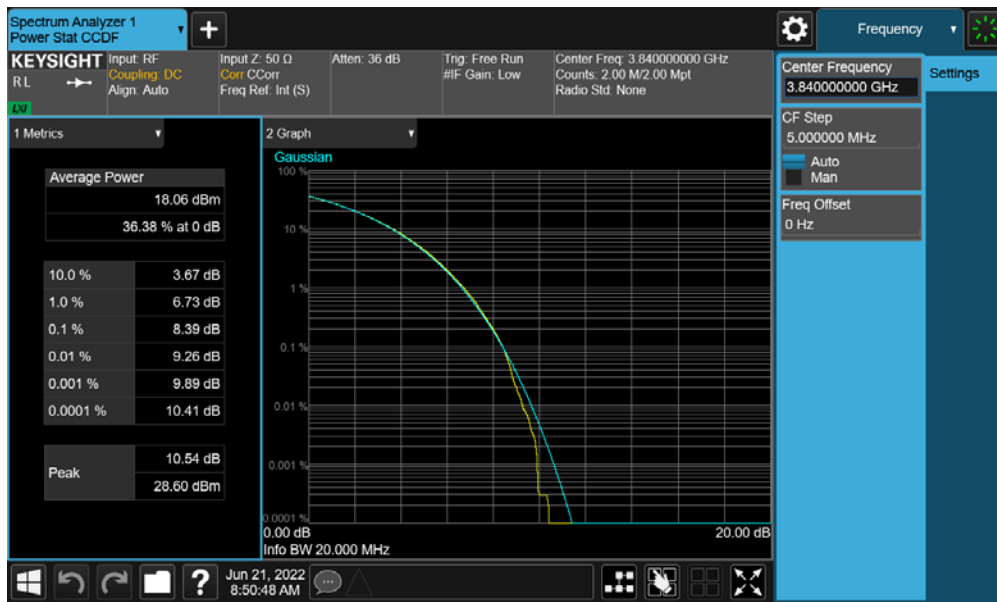 Spectrum Analyzer 1
Power Stat CCDF
+
Frequency
KEYSIGHT
R L
LXI
Input: RF
Coupling: DC
Align: Auto
Input Z: 50 Ω
Corr CCorr
Freq Ref: Int (S)
Atten: 36 dB
Trig: Free Run
#IF Gain: Low
Center Freq: 3.840000000 GHz
Counts: 2.00 M/2.00 Mpt
Radio Std: None
Center Frequency
3.840000000 GHz
Settings
CF Step
5.000000 MHz
Auto
Man
Freq Offset
0 Hz
1 Metrics
Average Power
18.06 dBm
36.38 % at 0 dB
10.0 % 3.67 dB
1.0 % 6.73 dB
0.1 % 8.39 dB
0.01 % 9.26 dB
0.001 % 9.89 dB
0.0001 % 10.41 dB
Peak
10.54 dB
28.60 dBm
2 Graph
Gaussian
100 %
10 %
1 %
0.1 %
0.01 %
0.001 %
0.0001 %
0.00 dB
20.00 dB
Info BW 20.000 MHz
?
Jun 21, 2022
8:50:48 AM